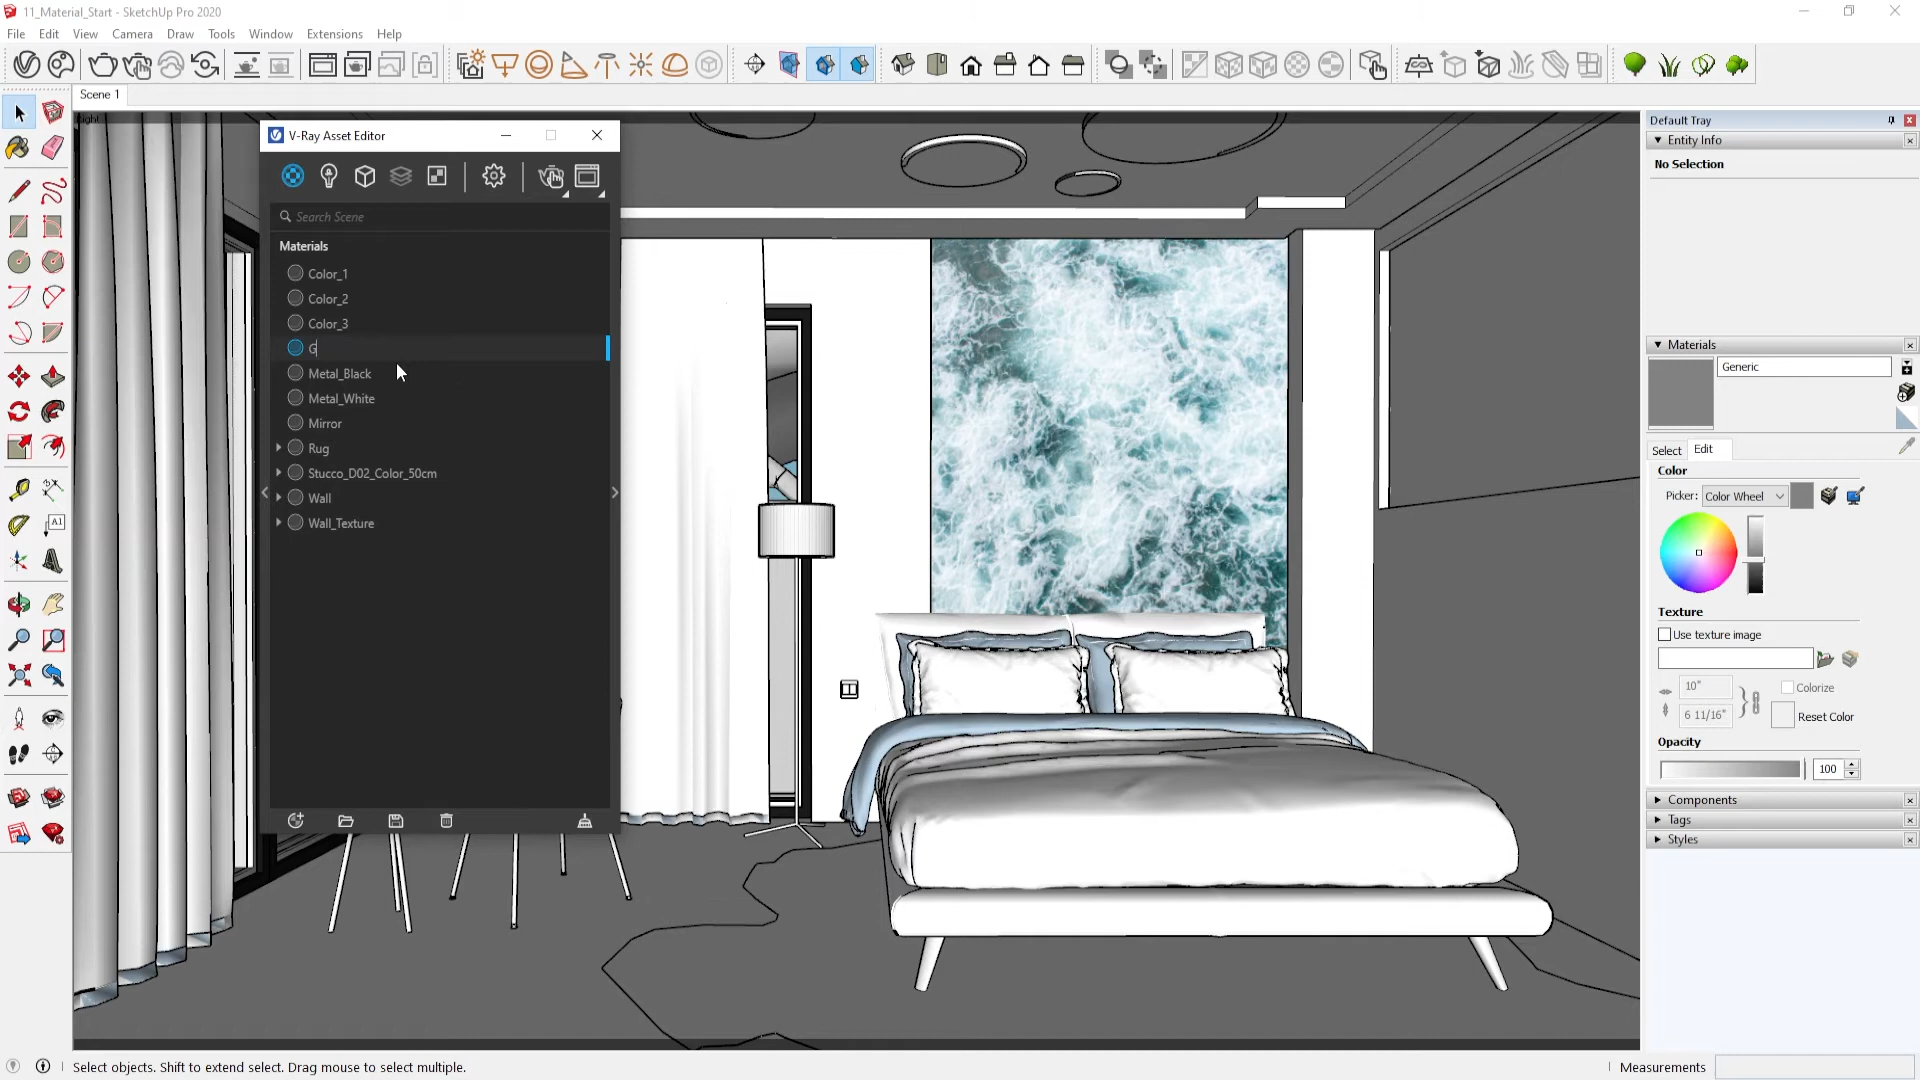 11_Material_Start - SketchUp Pro 2020
File Edit View Camera Draw Tools Window Extensions Help
Scene 1
Right
V-Ray Asset Editor
Search Scene
Materials
Color_1
Color_2
Color_3
G
Metal_Black
Metal_White
Mirror
Rug
Stucco_D02_Color_50cm
Wall
Wall_Texture
Default Tray
Entity Info
No Selection
Materials
Generic
Select Edit
Color
Picker: Color Wheel
Texture
Use texture image
10" Colorize
6 11/16" Reset Color
Opacity
100
Components
Tags
Styles
A1
Select objects. Shift to extend select. Drag mouse to select multiple.
Measurements